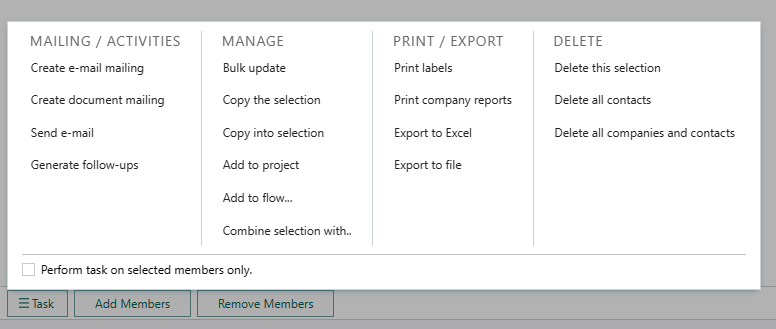 MAILING / ACTIVITIES
Create e-mail mailing
Create document mailing
Send e-mail
Generate follow-ups
MANAGE
Bulk update
Copy the selection
Copy into selection
Add to project
Add to flow...
Combine selection with..
PRINT / EXPORT
Print labels
Print company reports
Export to Excel
Export to file
DELETE
Delete this selection
Delete all contacts
Delete all companies and contacts
Perform task on selected members only.
Task
Add Members
Remove Members